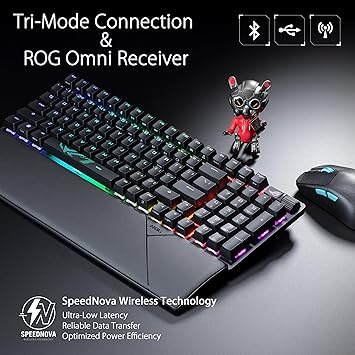 Tri-Mode Connection
&
ROG Omni Receiver
SpeedNova Wireless Technology
Ultra-Low Latency
Reliable Data Transfer
Optimized Power Efficiency
SPEEDNOVA